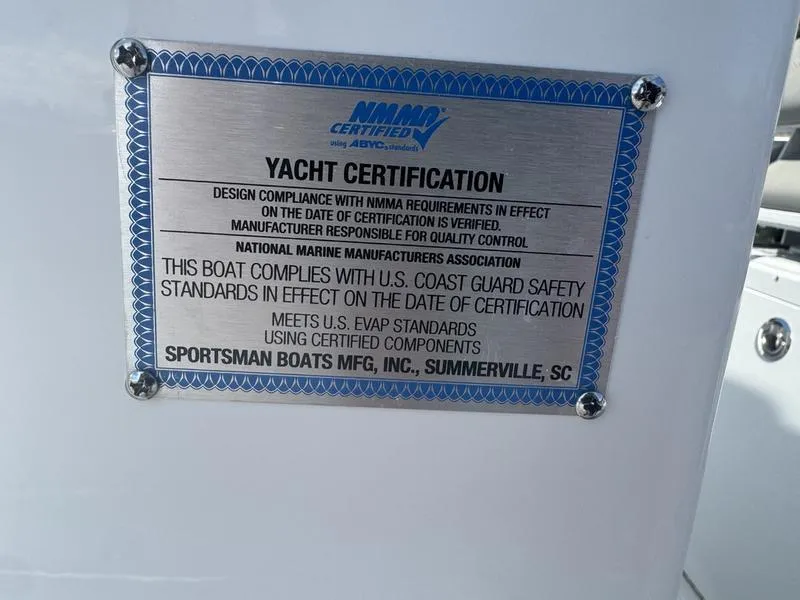 NMMA®
CERTIFIED
using ABYC® standards
YACHT CERTIFICATION
DESIGN COMPLIANCE WITH NMMA REQUIREMENTS IN EFFECT
ON THE DATE OF CERTIFICATION IS VERIFIED.
MANUFACTURER RESPONSIBLE FOR QUALITY CONTROL
NATIONAL MARINE MANUFACTURERS ASSOCIATION
THIS BOAT COMPLIES WITH U.S. COAST GUARD SAFETY
STANDARDS IN EFFECT ON THE DATE OF CERTIFICATION
MEETS U.S. EVAP STANDARDS
USING CERTIFIED COMPONENTS
SPORTSMAN BOATS MFG, INC., SUMMERVILLE, SC